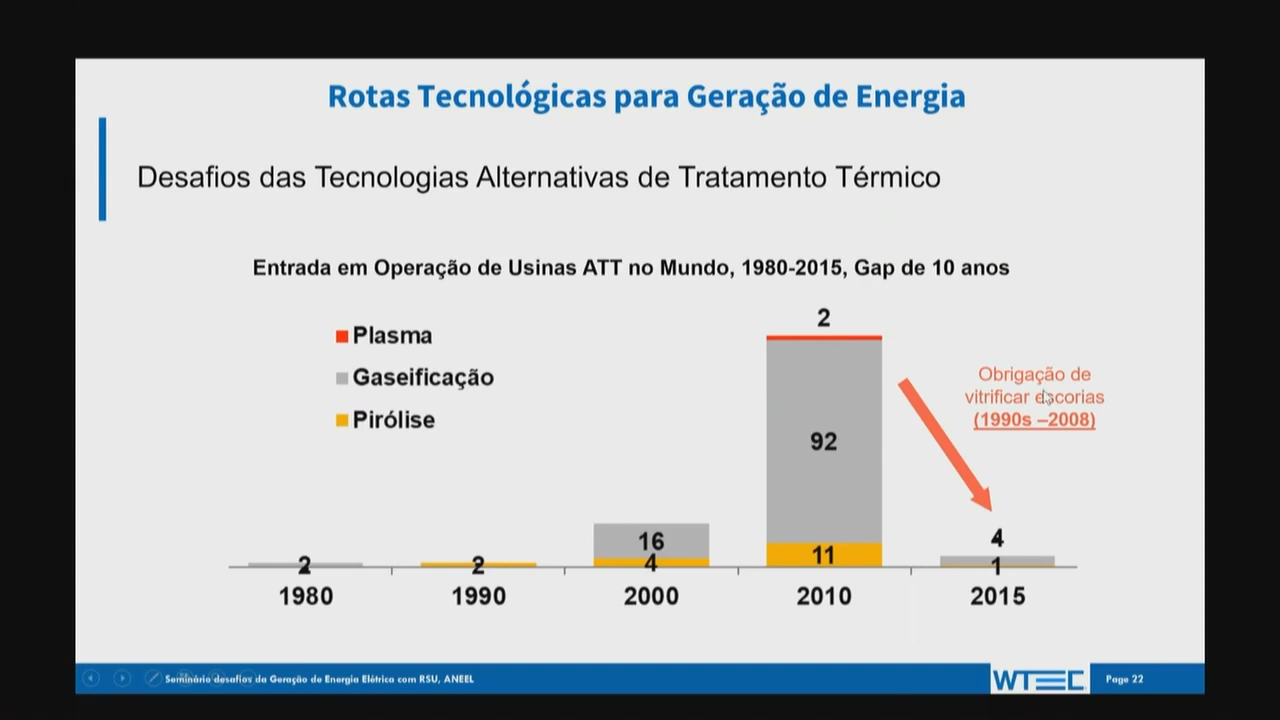 Rotas Tecnológicas para Geração de Energia
Desafios das Tecnologias Alternativas de Tratamento Térmico
Entrada em Operação de Usinas ATT no Mundo, 1980-2015, Gap de 10 anos
Plasma
Gaseificação
Pirólise
2
92
11
16
4
2
2
4
1
Obrigação de
vitrificar escorias
(1990s –2008)
1980
1990
2000
2010
2015
Seminário desafios da Geração de Energia Elétrica com RSU, ANEEL
WTEC
Page 22